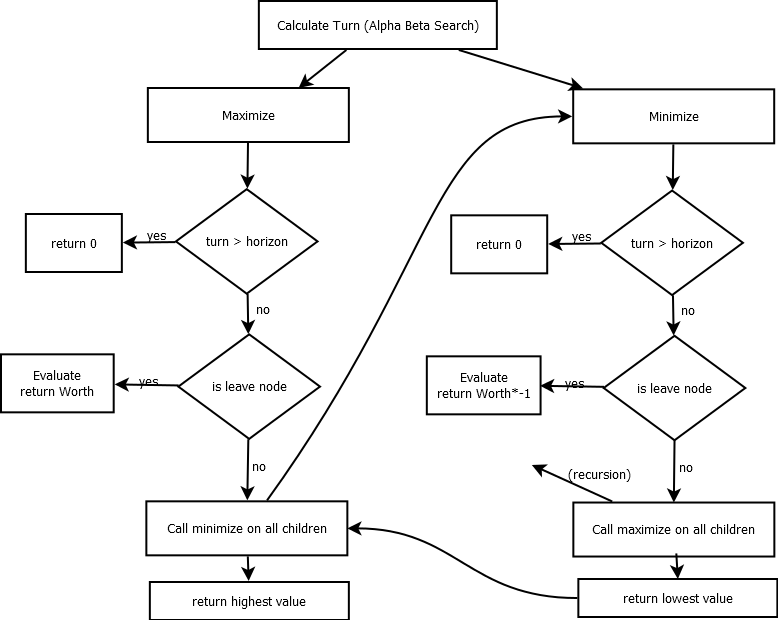 Calculate Turn (Alpha Beta Search)
Maximize
Minimize
return 0
yes
turn > horizon
return 0
yes
turn > horizon
no
no
Evaluate
return Worth
yes
is leave node
Evaluate
return Worth*-1
yes
is leave node
no
(recursion)
no
Call minimize on all children
Call maximize on all children
return highest value
return lowest value